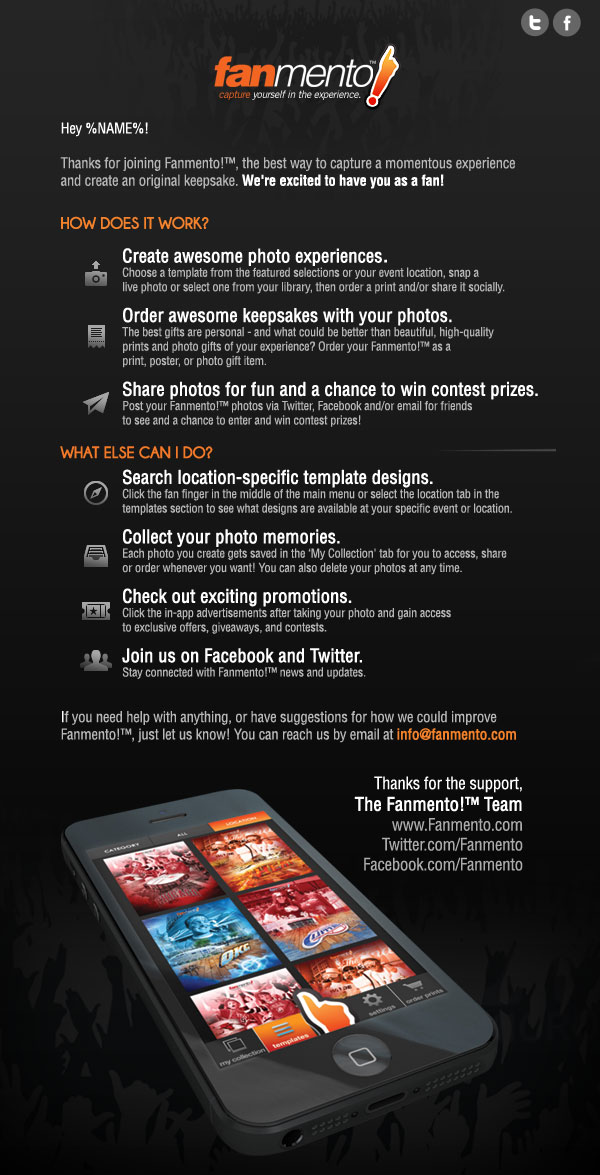 fanmento!™
capture yourself in the experience.
Hey %NAME%!
Thanks for joining Fanmento!™, the best way to capture a momentous experience
and create an original keepsake. We're excited to have you as a fan!
HOW DOES IT WORK?
Create awesome photo experiences.
Choose a template from the featured selections or your event location, snap a
live photo or select one from your library, then order a print and/or share it socially.
Order awesome keepsakes with your photos.
The best gifts are personal - and what could be better than beautiful, high-quality
prints and photo gifts of your experience? Order your Fanmento!™ as a
print, poster, or photo gift item.
Share photos for fun and a chance to win contest prizes.
Post your Fanmento!™ photos via Twitter, Facebook and/or email for friends
to see and a chance to enter and win contest prizes!
WHAT ELSE CAN I DO?
Search location-specific template designs.
Click the fan finger in the middle of the main menu or select the location tab in the
templates section to see what designs are available at your specific event or location.
Collect your photo memories.
Each photo you create gets saved in the 'My Collection' tab for you to access, share
or order whenever you want! You can also delete your photos at any time.
Check out exciting promotions.
Click the in-app advertisements after taking your photo and gain access
to exclusive offers, giveaways, and contests.
Join us on Facebook and Twitter.
Stay connected with Fanmento!™ news and updates.
If you need help with anything, or have suggestions for how we could improve
Fanmento!™, just let us know! You can reach us by email at info@fanmento.com
Thanks for the support,
The Fanmento!™ Team
www.Fanmento.com
Twitter.com/Fanmento
Facebook.com/Fanmento
CATEGORY ALL LOCATION
OKC
my collection templates settings order prints